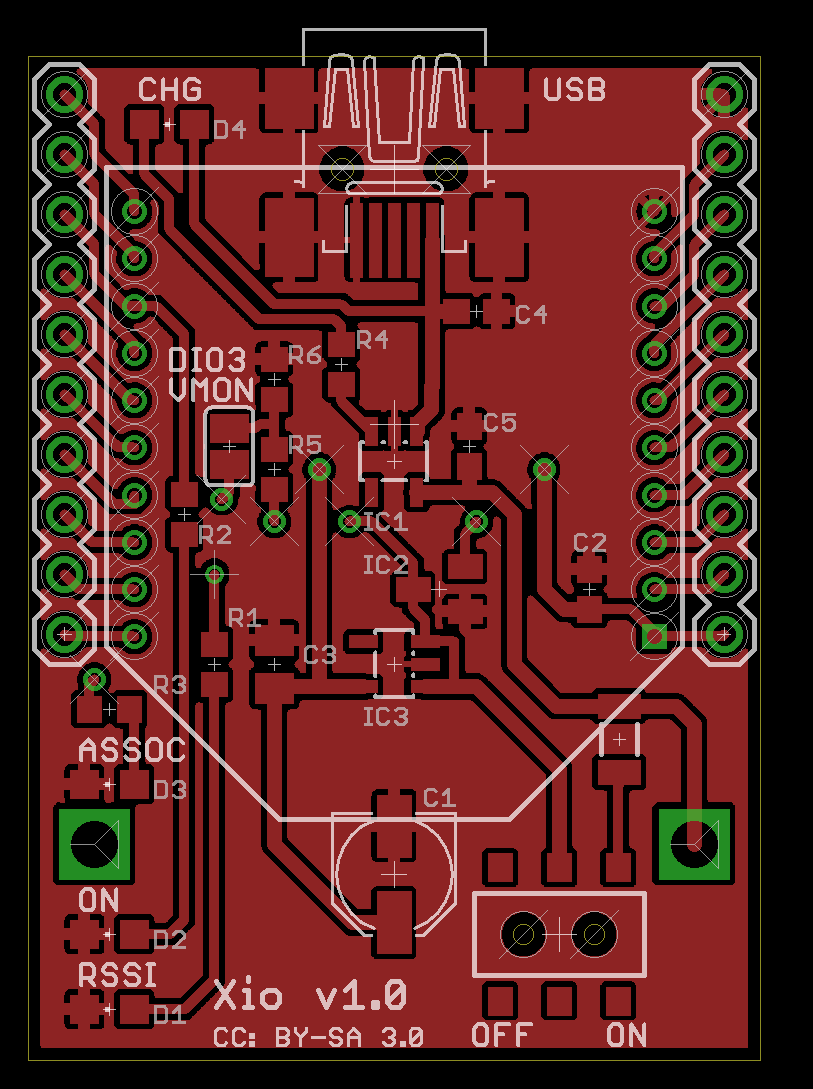 CHG
USB
D4
C4
DIO3
VMON
R6
R4
C5
R5
IC1
R2
IC2
C2
R1
C3
R3
IC3
ASSOC
D3
C1
ON
D2
RSSI
D1
Xio v1.0
CC: BY-SA 3.0
OFF
ON